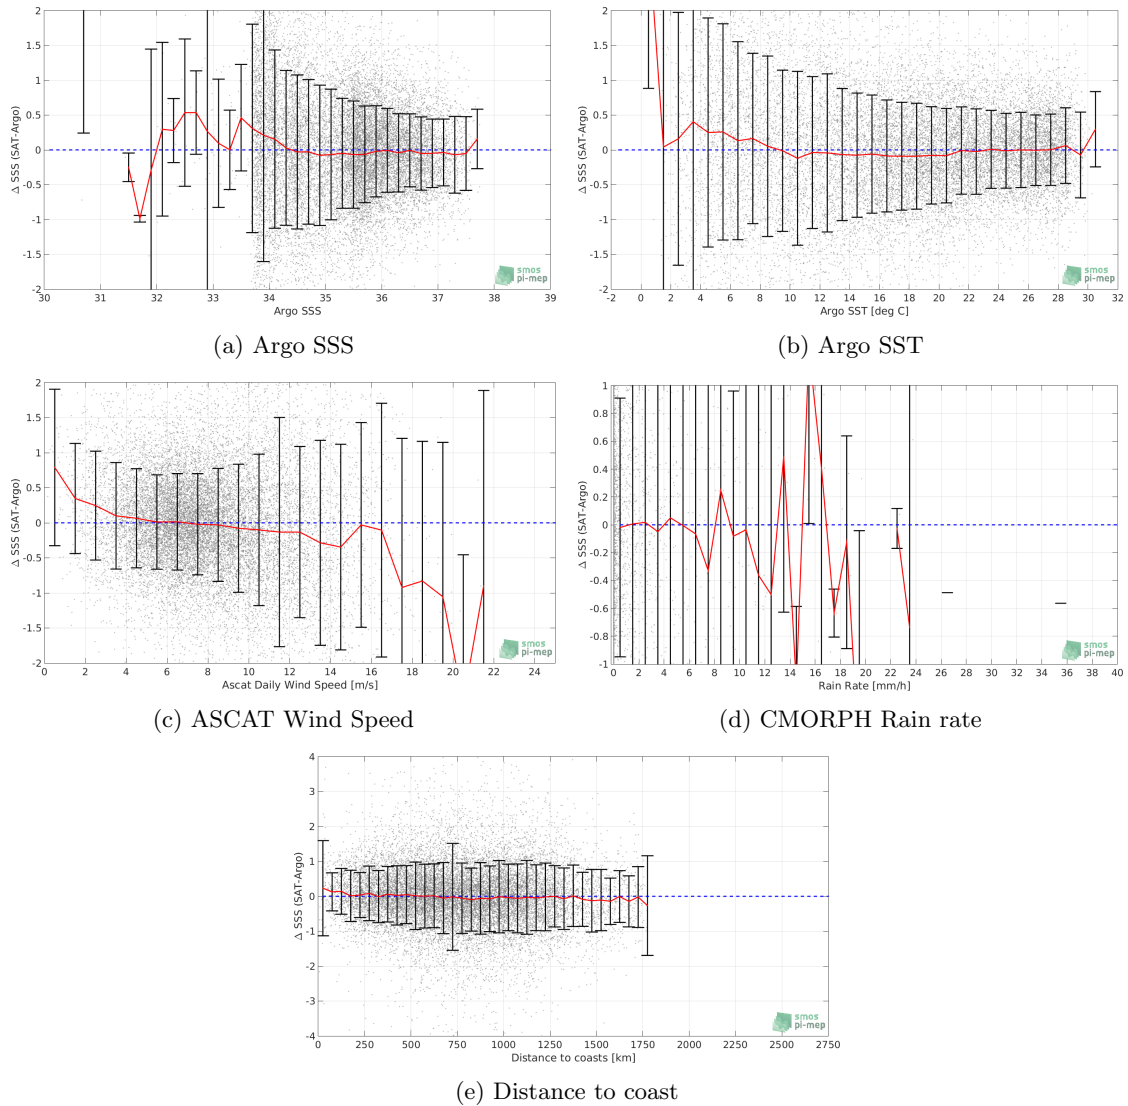 2
1.5
1
0.5
0
-0.5
-1
-1.5
-2
Δ SSS (SAT-Argo)
30 31 32 33 34 35 36 37 38 39
Argo SSS
smos
pi-mep
(a) Argo SSS
2
1.5
1
0.5
0
-0.5
-1
-1.5
-2
Δ SSS (SAT-Argo)
-2 0 2 4 6 8 10 12 14 16 18 20 22 24 26 28 30 32
Argo SST [deg C]
smos
pi-mep
(b) Argo SST
2
1.5
1
0.5
0
-0.5
-1
-1.5
-2
Δ SSS (SAT-Argo)
0 2 4 6 8 10 12 14 16 18 20 22 24
Ascat Daily Wind Speed [m/s]
smos
pi-mep
(c) ASCAT Wind Speed
1
0.8
0.6
0.4
0.2
0
-0.2
-0.4
-0.6
-0.8
-1
Δ SSS (SAT-Argo)
0 2 4 6 8 10 12 14 16 18 20 22 24 26 28 30 32 34 36 38 40
Rain Rate [mm/h]
smos
pi-mep
(d) CMORPH Rain rate
4
3
2
1
0
-1
-2
-3
-4
Δ SSS (SAT-Argo)
0 250 500 750 1000 1250 1500 1750 2000 2250 2500 2750
Distance to coasts [km]
smos
pi-mep
(e) Distance to coast